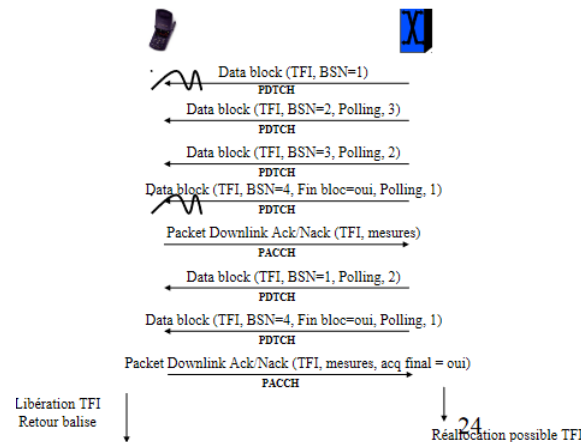 Data block (TFI, BSN=1)
PDTCH
Data block (TFI, BSN=2, Polling, 3)
PDTCH
Data block (TFI, BSN=3, Polling, 2)
PDTCH
Data block (TFI, BSN=4, Fin bloc=oui, Polling, 1)
PDTCH
Packet Downlink Ack/Nack (TFI, mesures)
PACCH
Data block (TFI, BSN=1, Polling, 2)
PDTCH
Data block (TFI, BSN=4, Fin bloc=oui, Polling, 1)
PDTCH
Packet Downlink Ack/Nack (TFI, mesures, acq final = oui)
PACCH
Libération TFI
Retour balise
24
Réallocation possible TFI